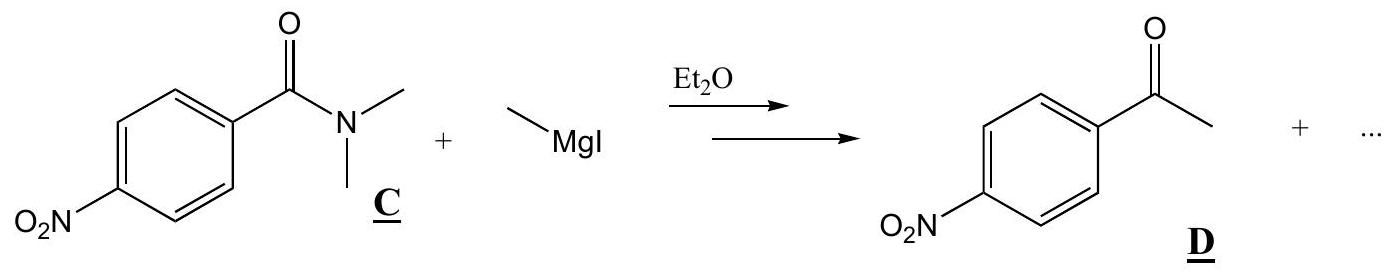 O
N
O₂N
C
+
MgI
Et₂O
O
O₂N
D
+ ...